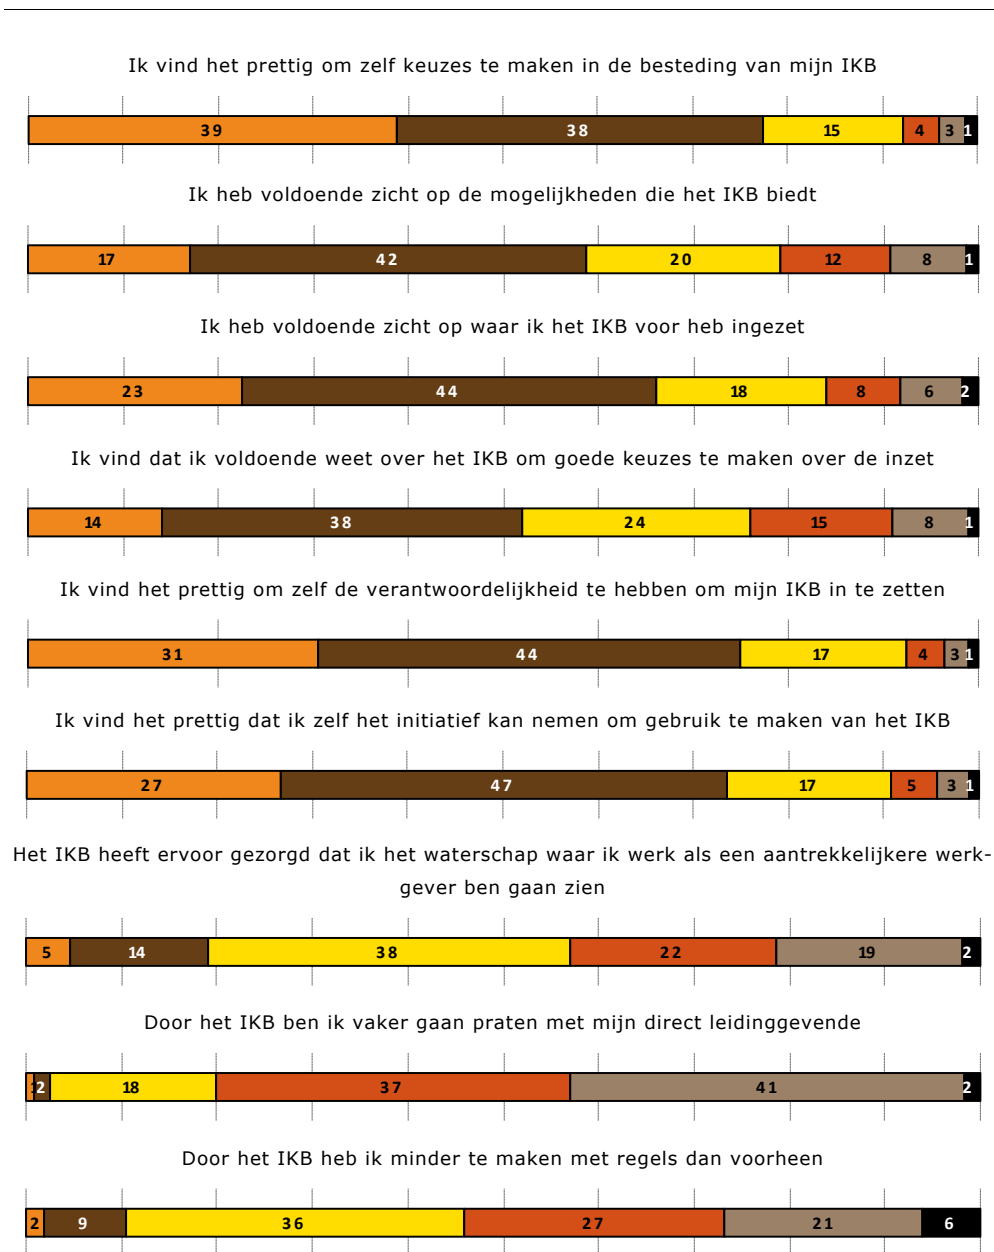 Ik vind het prettig om zelf keuzes te maken in de besteding van mijn IKB
39 38 15 4 3 1
Ik heb voldoende zicht op de mogelijkheden die het IKB biedt
17 42 20 12 8 1
Ik heb voldoende zicht op waar ik het IKB voor heb ingezet
23 44 18 8 6 2
Ik vind dat ik voldoende weet over het IKB om goede keuzes te maken over de inzet
14 38 24 15 8 1
Ik vind het prettig om zelf de verantwoordelijkheid te hebben om mijn IKB in te zetten
31 44 17 4 3 1
Ik vind het prettig dat ik zelf het initiatief kan nemen om gebruik te maken van het IKB
27 47 17 5 3 1
Het IKB heeft ervoor gezorgd dat ik het waterschap waar ik werk als een aantrekkelijkere werk-
gever ben gaan zien
5 14 38 22 19 2
Door het IKB ben ik vaker gaan praten met mijn direct leidinggevende
1 2 18 37 41 2
Door het IKB heb ik minder te maken met regels dan voorheen
2 9 36 27 21 6